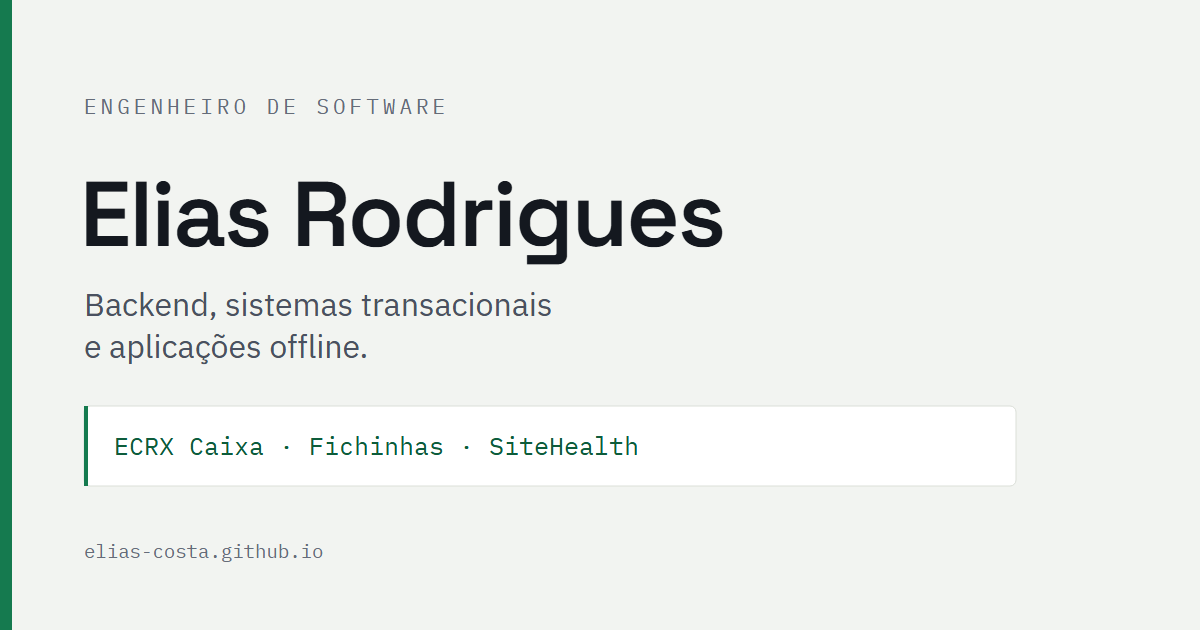 ENGENHEIRO DE SOFTWARE
Elias Rodrigues
Backend, sistemas transacionais
e aplicações offline.
ECRX Caixa · Fichinhas · SiteHealth
elias-costa.github.io